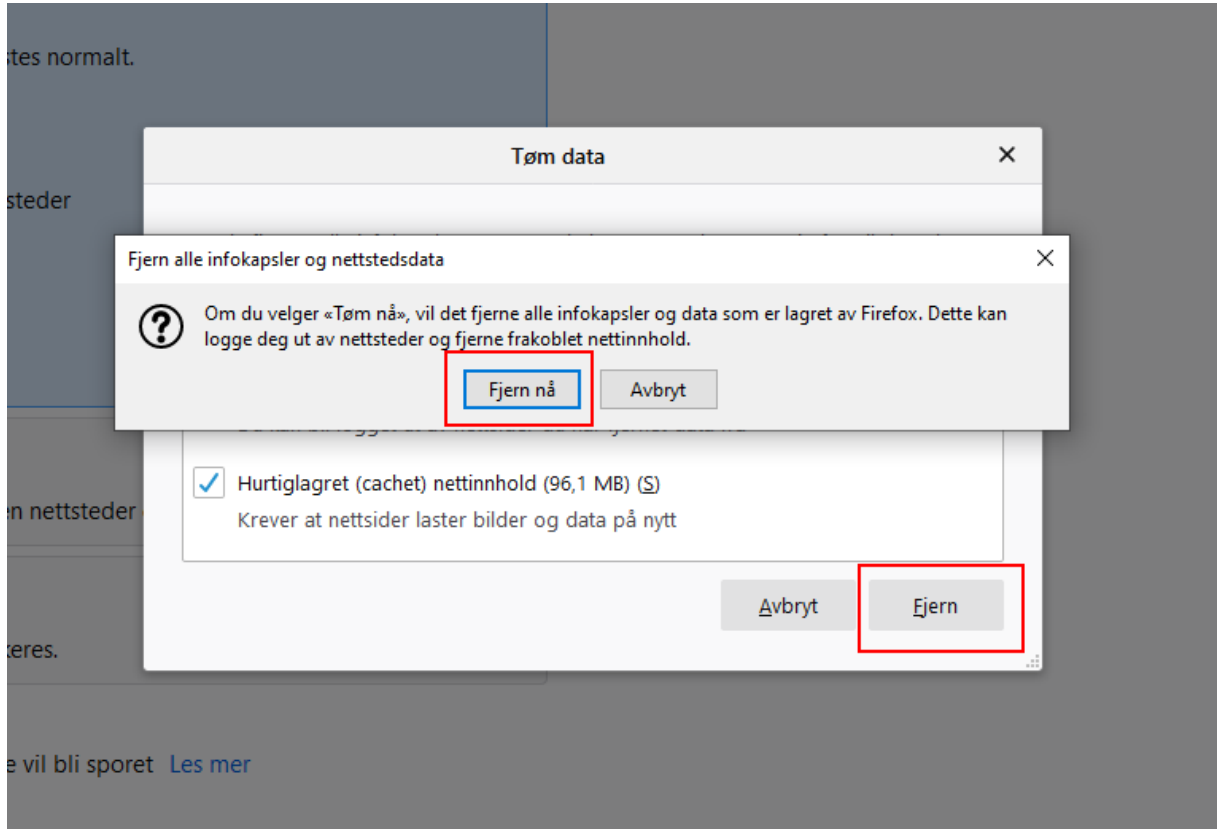 stes normalt.
Tøm data
steder
Fjern alle infokapsler og nettstedsdata
Om du velger «Tøm nå», vil det fjerne alle infokapsler og data som er lagret av Firefox. Dette kan
logge deg ut av nettsteder og fjerne frakoblet nettinnhold.
Fjern nå
Avbryt
Hurtiglagret (cachet) nettinnhold (96,1 MB) (S)
en nettsteder
Krever at nettsider laster bilder og data på nytt
Avbryt
Fjern
keres.
e vil bli sporet Les mer